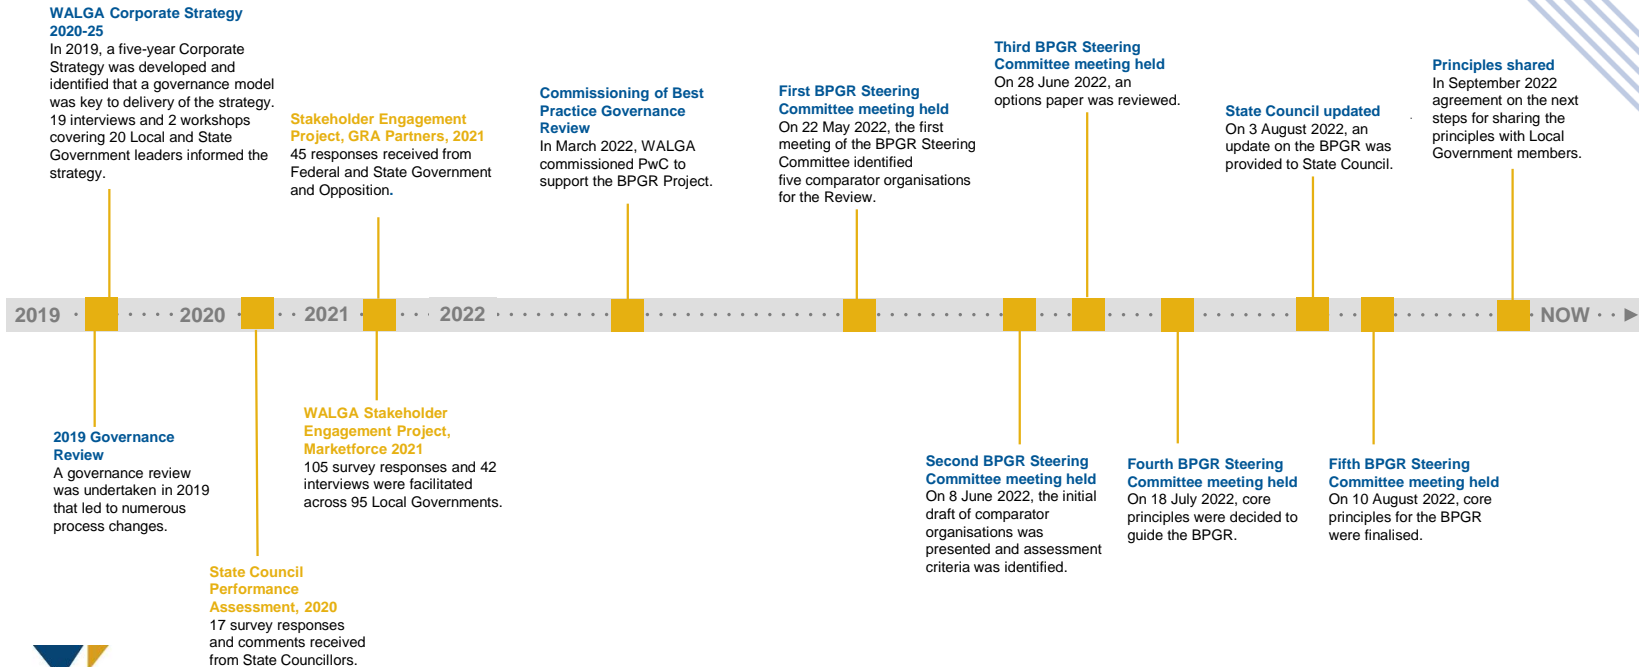 WALGA Corporate Strategy
2020-25
In 2019, a five-year Corporate
Strategy was developed and
identified that a governance model
was key to delivery of the strategy.
19 interviews and 2 workshops
covering 20 Local and State
Government leaders informed the
strategy.
Stakeholder Engagement
Project, GRA Partners, 2021
45 responses received from
Federal and State Government
and Opposition.
Commissioning of Best
Practice Governance
Review
In March 2022, WALGA
commissioned PwC to
support the BPGR Project.
First BPGR Steering
Committee meeting held
On 22 May 2022, the first
meeting of the BPGR Steering
Committee identified
five comparator organisations
for the Review.
Third BPGR Steering
Committee meeting held
On 28 June 2022, an
options paper was reviewed.
State Council updated
On 3 August 2022, an
update on the BPGR was
provided to State Council.
Principles shared
In September 2022
agreement on the next
steps for sharing the
principles with Local
Government members.
2019 2020 2021 2022 NOW
2019 Governance
Review
A governance review
was undertaken in 2019
that led to numerous
process changes.
State Council
Performance
Assessment, 2020
17 survey responses
and comments received
from State Councillors.
WALGA Stakeholder
Engagement Project,
Marketforce 2021
105 survey responses and 42
interviews were facilitated
across 95 Local Governments.
Second BPGR Steering
Committee meeting held
On 8 June 2022, the initial
draft of comparator
organisations was
presented and assessment
criteria was identified.
Fourth BPGR Steering
Committee meeting held
On 18 July 2022, core
principles were decided to
guide the BPGR.
Fifth BPGR Steering
Committee meeting held
On 10 August 2022, core
principles for the BPGR
were finalised.